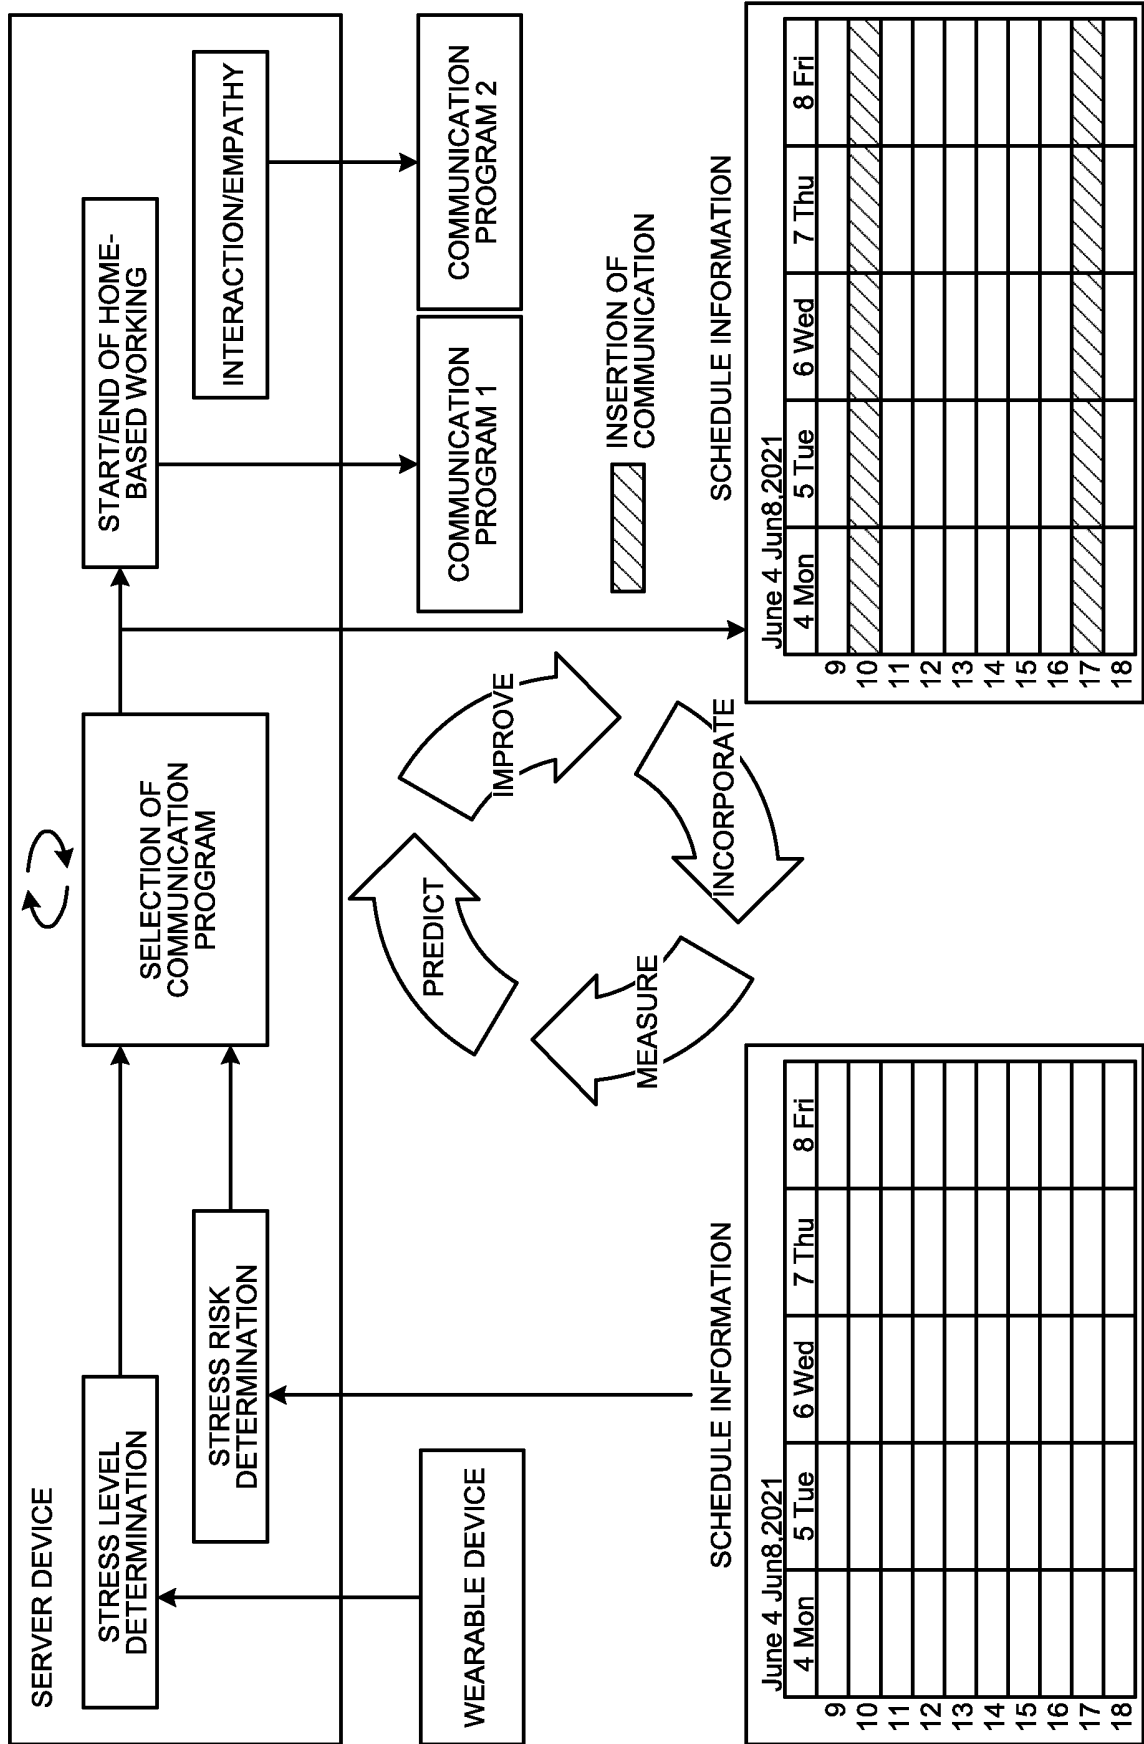 SERVER DEVICE
STRESS LEVEL
DETERMINATION
STRESS RISK
DETERMINATION
SELECTION OF
COMMUNICATION
PROGRAM
START/END OF HOME-
BASED WORKING
INTERACTION/EMPATHY
WEARABLE DEVICE
COMMUNICATION
PROGRAM 1
COMMUNICATION
PROGRAM 2
PREDICT
IMPROVE
MEASURE
INCORPORATE
INSERTION OF
COMMUNICATION
SCHEDULE INFORMATION
June 4 Jun8,2021
4 Mon 5 Tue 6 Wed 7 Thu 8 Fri
9
10
11
12
13
14
15
16
17
18
SCHEDULE INFORMATION
June 4 Jun8,2021
4 Mon 5 Tue 6 Wed 7 Thu 8 Fri
9
10
11
12
13
14
15
16
17
18